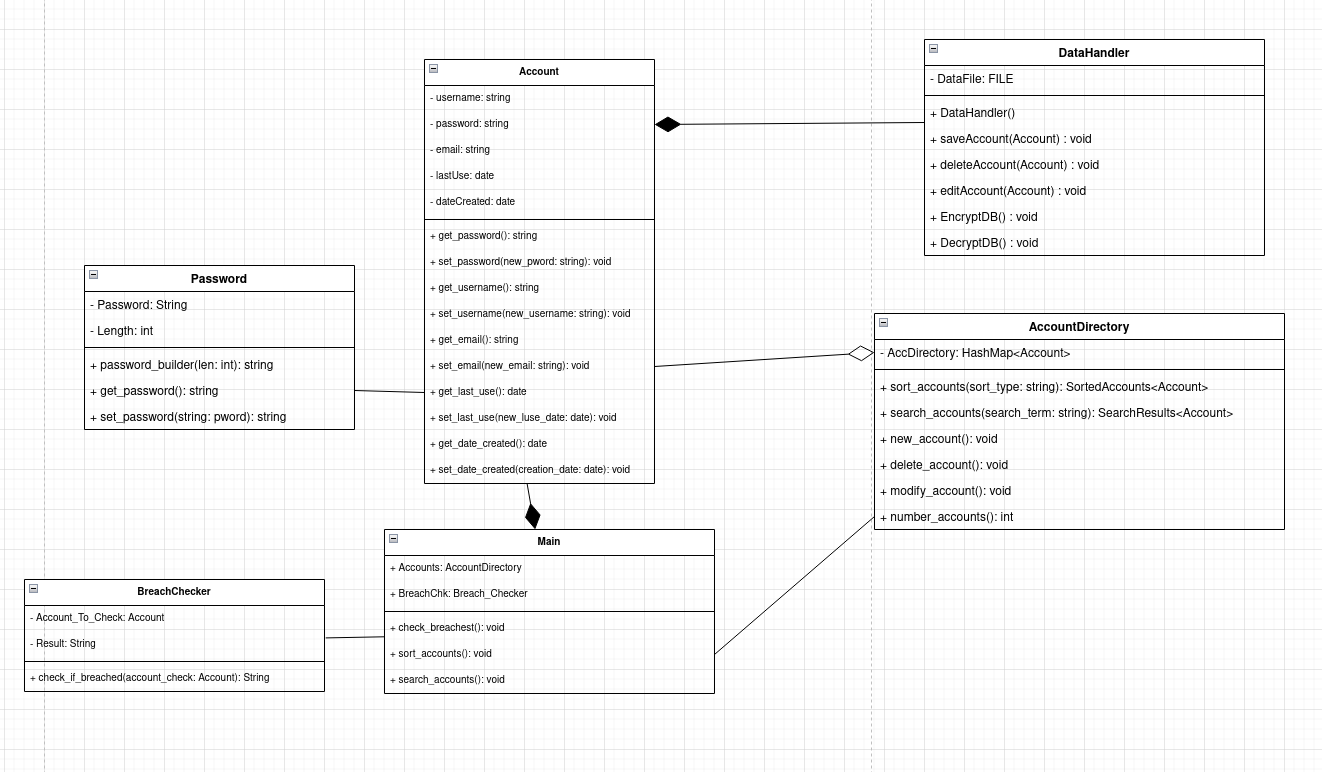 Account
- username: string
- password: string
- email: string
- lastUse: date
- dateCreated: date
+ get_password(): string
+ set_password(new_pword: string): void
+ get_username(): string
+ set_username(new_username: string): void
+ get_email(): string
+ set_email(new_email: string): void
+ get_last_use(): date
+ set_last_use(new_luse_date: date): void
+ get_date_created(): date
+ set_date_created(creation_date: date): void
DataHandler
- DataFile: FILE
+ DataHandler()
+ saveAccount(Account) : void
+ deleteAccount(Account) : void
+ editAccount(Account) : void
+ EncryptDB() : void
+ DecryptDB() : void
Password
- Password: String
- Length: int
+ password_builder(len: int): string
+ get_password(): string
+ set_password(string: pword): string
AccountDirectory
- AccDirectory: HashMap<Account>
+ sort_accounts(sort_type: string): SortedAccounts<Account>
+ search_accounts(search_term: string): SearchResults<Account>
+ new_account(): void
+ delete_account(): void
+ modify_account(): void
+ number_accounts(): int
Main
+ Accounts: AccountDirectory
+ BreachChk: Breach_Checker
+ check_breachest(): void
+ sort_accounts(): void
+ search_accounts(): void
BreachChecker
- Account_To_Check: Account
- Result: String
+ check_if_breached(account_check: Account): String